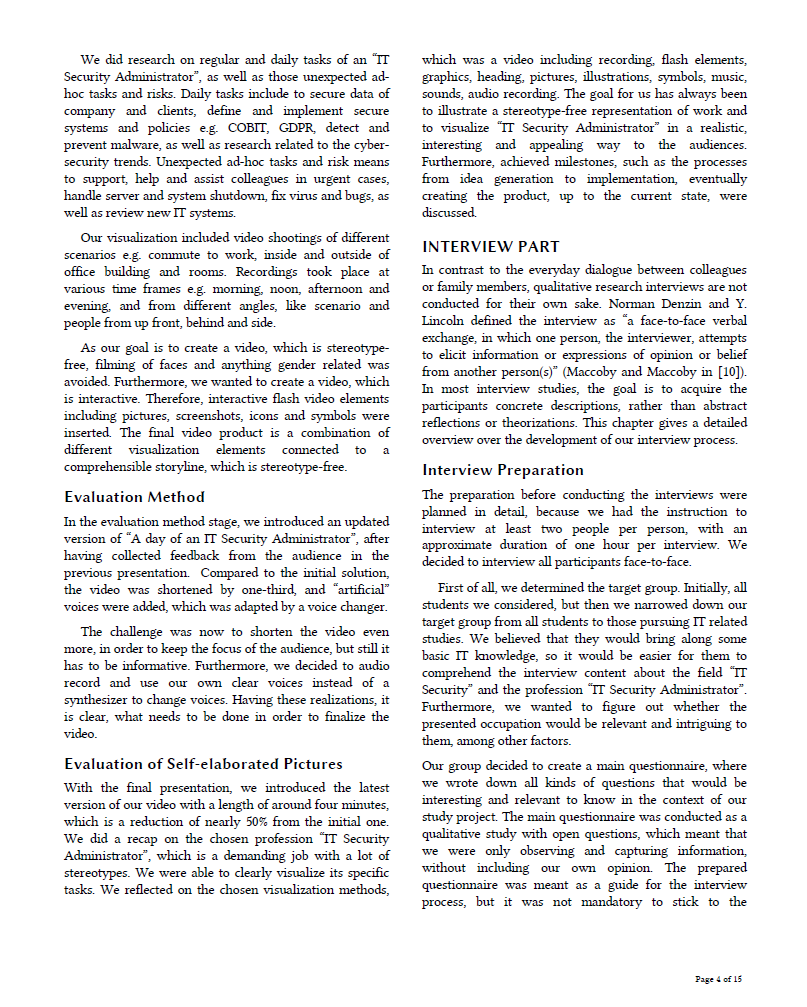 We did research on regular and daily tasks of an “IT
Security Administrator”, as well as those unexpected ad-
hoc tasks and risks. Daily tasks include to secure data of
company and clients, define and implement secure
systems and policies e.g. COBIT, GDPR, detect and
prevent malware, as well as research related to the cyber-
security trends. Unexpected ad-hoc tasks and risk means
to support, help and assist colleagues in urgent cases,
handle server and system shutdown, fix virus and bugs, as
well as review new IT systems.
Our visualization included video shootings of different
scenarios e.g. commute to work, inside and outside of
office building and rooms. Recordings took place at
various time frames e.g. morning, noon, afternoon and
evening, and from different angles, like scenario and
people from up front, behind and side.
As our goal is to create a video, which is stereotype-
free, filming of faces and anything gender related was
avoided. Furthermore, we wanted to create a video, which
is interactive. Therefore, interactive flash video elements
including pictures, screenshots, icons and symbols were
inserted. The final video product is a combination of
different visualization elements connected to a
comprehensible storyline, which is stereotype-free.
Evaluation Method
In the evaluation method stage, we introduced an updated
version of “A day of an IT Security Administrator”, after
having collected feedback from the audience in the
previous presentation. Compared to the initial solution,
the video was shortened by one-third, and “artificial”
voices were added, which was adapted by a voice changer.
The challenge was now to shorten the video even
more, in order to keep the focus of the audience, but still it
has to be informative. Furthermore, we decided to audio
record and use our own clear voices instead of a
synthesizer to change voices. Having these realizations, it
is clear, what needs to be done in order to finalize the
video.
Evaluation of Self-elaborated Pictures
With the final presentation, we introduced the latest
version of our video with a length of around four minutes,
which is a reduction of nearly 50% from the initial one.
We did a recap on the chosen profession “IT Security
Administrator”, which is a demanding job with a lot of
stereotypes. We were able to clearly visualize its specific
tasks. We reflected on the chosen visualization methods,
which was a video including recording, flash elements,
graphics, heading, pictures, illustrations, symbols, music,
sounds, audio recording. The goal for us has always been
to illustrate a stereotype-free representation of work and
to visualize “IT Security Administrator” in a realistic,
interesting and appealing way to the audiences.
Furthermore, achieved milestones, such as the processes
from idea generation to implementation, eventually
creating the product, up to the current state, were
discussed.
INTERVIEW PART
In contrast to the everyday dialogue between colleagues
or family members, qualitative research interviews are not
conducted for their own sake. Norman Denzin and Y.
Lincoln defined the interview as “a face-to-face verbal
exchange, in which one person, the interviewer, attempts
to elicit information or expressions of opinion or belief
from another person(s)” (Maccoby and Maccoby in [10]).
In most interview studies, the goal is to acquire the
participants concrete descriptions, rather than abstract
reflections or theorizations. This chapter gives a detailed
overview over the development of our interview process.
Interview Preparation
The preparation before conducting the interviews were
planned in detail, because we had the instruction to
interview at least two people per person, with an
approximate duration of one hour per interview. We
decided to interview all participants face-to-face.
First of all, we determined the target group. Initially, all
students we considered, but then we narrowed down our
target group from all students to those pursuing IT related
studies. We believed that they would bring along some
basic IT knowledge, so it would be easier for them to
comprehend the interview content about the field “IT
Security” and the profession “IT Security Administrator”.
Furthermore, we wanted to figure out whether the
presented occupation would be relevant and intriguing to
them, among other factors.
Our group decided to create a main questionnaire, where
we wrote down all kinds of questions that would be
interesting and relevant to know in the context of our
study project. The main questionnaire was conducted as a
qualitative study with open questions, which meant that
we were only observing and capturing information,
without including our own opinion. The prepared
questionnaire was meant as a guide for the interview
process, but it was not mandatory to stick to the
Page 4 of 15